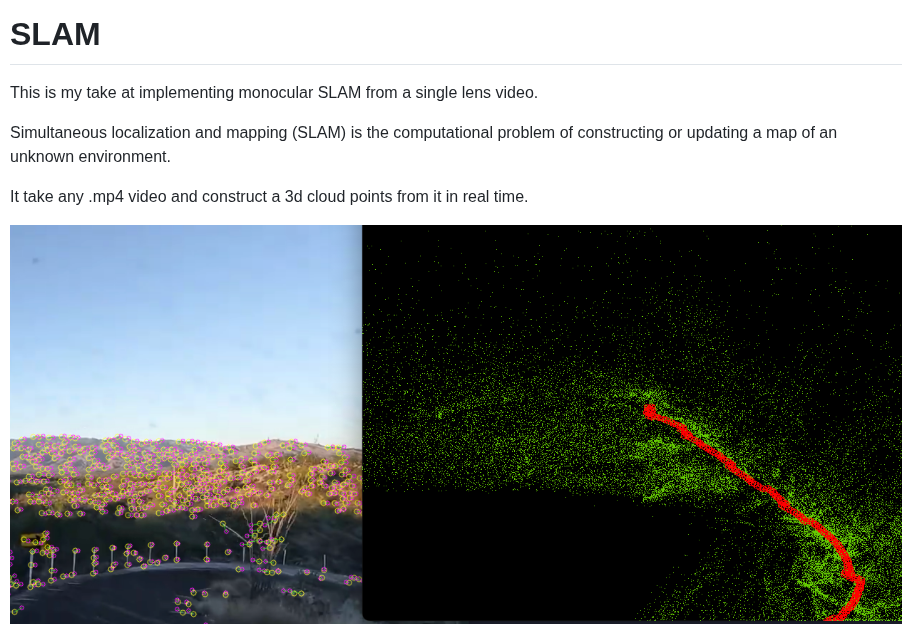 SLAM
This is my take at implementing monocular SLAM from a single lens video.
Simultaneous localization and mapping (SLAM) is the computational problem of constructing or updating a map of an
unknown environment.
It take any .mp4 video and construct a 3d cloud points from it in real time.